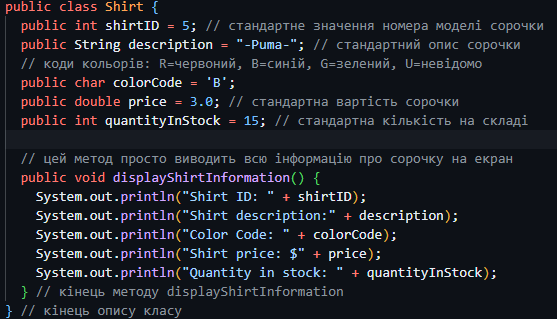 public class Shirt {
  public int shirtID = 5; // стандартне значення номера моделі сорочки
  public String description = "-Puma-"; // стандартний опис сорочки
  // коди кольорів: R=червоний, B=синій, G=зелений, U=невідомо
  public char colorCode = 'B';
  public double price = 3.0; // стандартна вартість сорочки
  public int quantityInStock = 15; // стандартна кількість на складі

  // цей метод просто виводить всю інформацію про сорочку на екран
  public void displayShirtInformation() {
    System.out.println("Shirt ID: " + shirtID);
    System.out.println("Shirt description:" + description);
    System.out.println("Color Code: " + colorCode);
    System.out.println("Shirt price: $" + price);
    System.out.println("Quantity in stock: " + quantityInStock);
  } // кінець методу displayShirtInformation
} // кінець опису класу